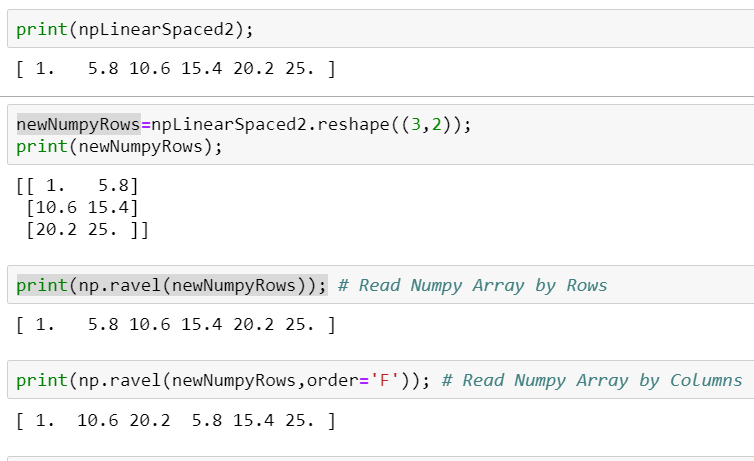 print(npLinearSpaced2);
[ 1.   5.8 10.6 15.4 20.2 25. ]
newNumpyRows=npLinearSpaced2.reshape((3,2));
print(newNumpyRows);
[[ 1.   5.8]
 [10.6 15.4]
 [20.2 25. ]]
print(np.ravel(newNumpyRows)); # Read Numpy Array by Rows
[ 1.   5.8 10.6 15.4 20.2 25. ]
print(np.ravel(newNumpyRows,order='F')); # Read Numpy Array by Columns
[ 1.  10.6 20.2  5.8 15.4 25. ]